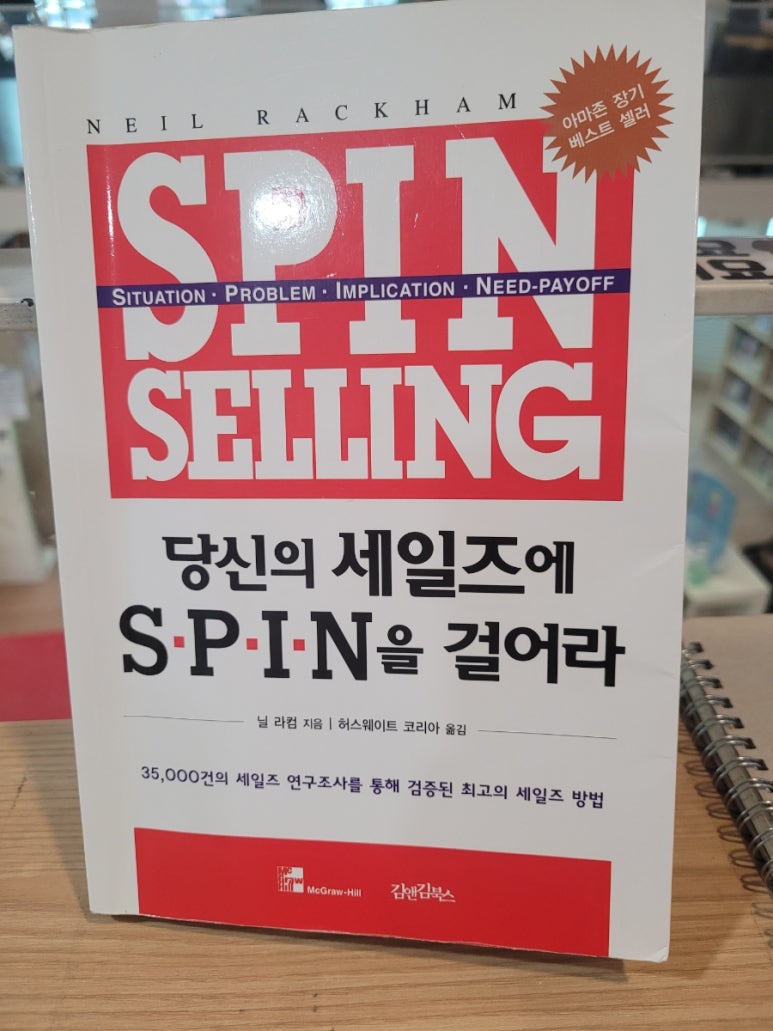 NEIL RACKHAM
아마존 장기
베스트 셀러
SPIN
SITUATION · PROBLEM · IMPLICATION · NEED-PAYOFF
SELLING
당신의 세일즈에
S·P·I·N을 걸어라
닐 라컴 지음 | 허스웨이트 코리아 옮김
35,000건의 세일즈 연구조사를 통해 검증된 최고의 세일즈 방법
Mc
Graw
Hill
McGraw-Hill
김앤김북스